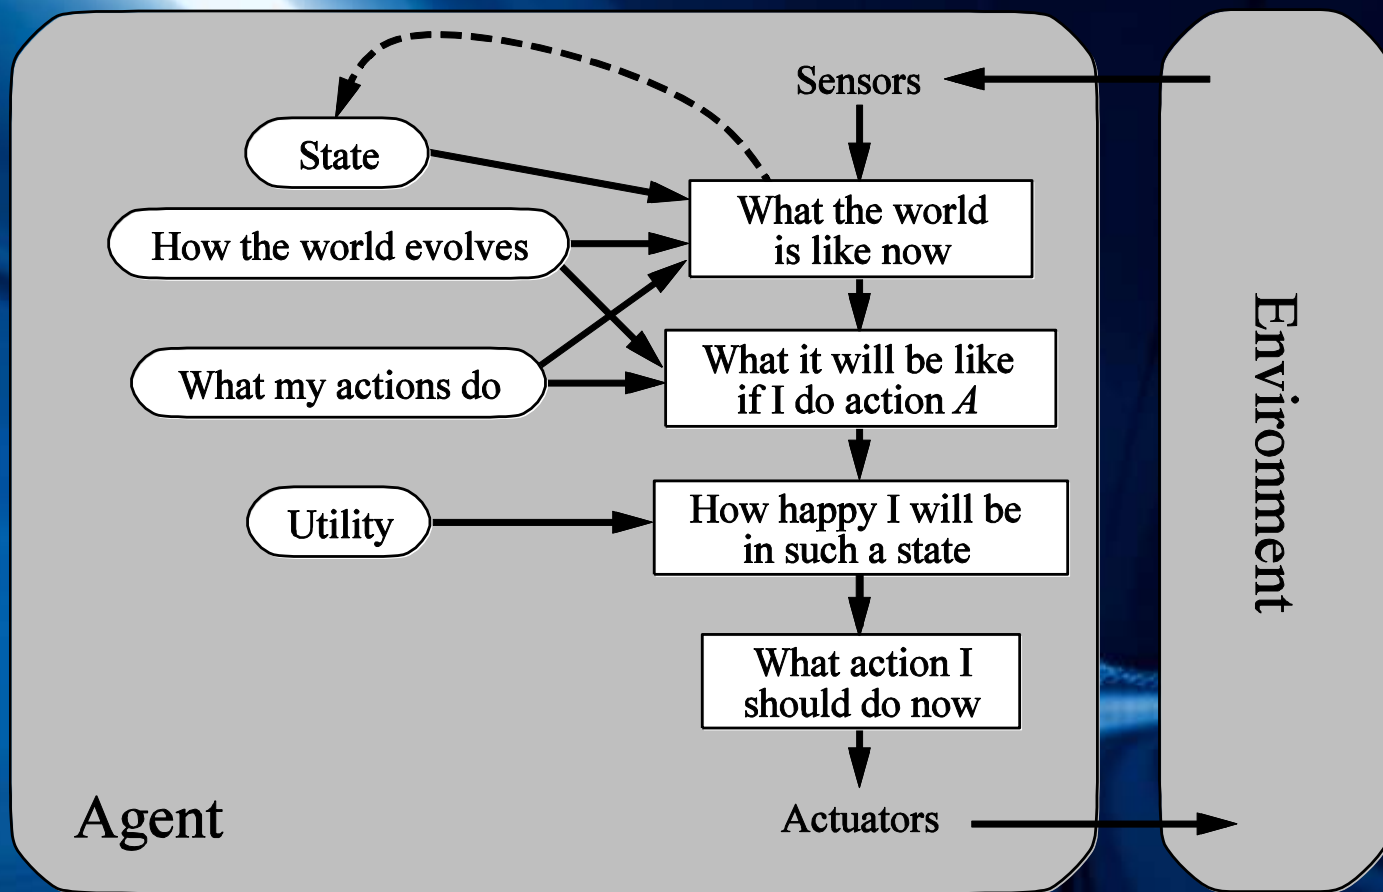 Sensors
State
What the world
is like now
How the world evolves
What it will be like
if I do action A
What my actions do
How happy I will be
in such a state
Utility
What action I
should do now
Agent
Actuators
Environment